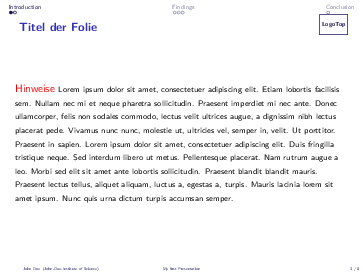 Introduction Findings Conclusion
Titel der Folie
LogoTop
Hinweise Lorem ipsum dolor sit amet, consectetuer adipiscing elit. Etiam lobortis facilisis
sem. Nullam nec mi et neque pharetra sollicitudin. Praesent imperdiet mi nec ante. Donec
ullamcorper, felis non sodales commodo, lectus velit ultrices augue, a dignissim nibh lectus
placerat pede. Vivamus nunc nunc, molestie ut, ultricies vel, semper in, velit. Ut porttitor.
Praesent in sapien. Lorem ipsum dolor sit amet, consectetuer adipiscing elit. Duis fringilla
tristique neque. Sed interdum libero ut metus. Pellentesque placerat. Nam rutrum augue a
leo. Morbi sed elit sit amet ante lobortis sollicitudin. Praesent blandit blandit mauris.
Praesent lectus tellus, aliquet aliquam, luctus a, egestas a, turpis. Mauris lacinia lorem sit
amet ipsum. Nunc quis urna dictum turpis accumsan semper.
John Doe (John-Doe-Institute of Science) My first Presentation